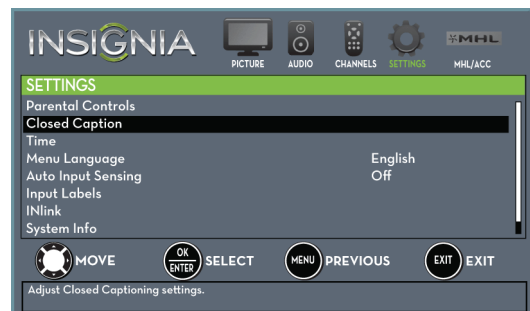 INSIGNIA
PICTURE AUDIO CHANNELS SETTINGS MHL MHL/ACC
SETTINGS
Parental Controls
Closed Caption
Time
Menu Language English
Auto Input Sensing Off
Input Labels
INlink
System Info
MOVE OK ENTER SELECT MENU PREVIOUS EXIT EXIT
Adjust Closed Captioning settings.